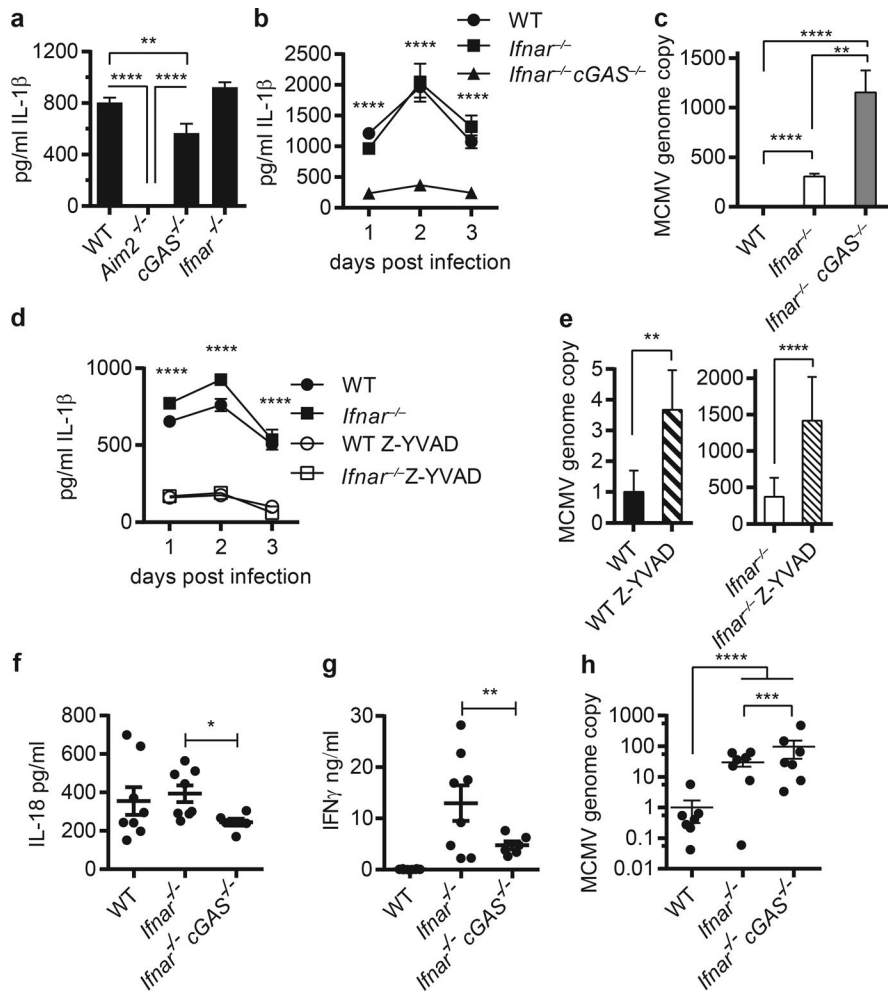 a
pg/ml IL-1β
1200
800
400
0
**
**** ****
WT
Aim2 -/-
cGAS-/-
Ifnar-/-
b
pg/ml IL-1β
2500
2000
1500
1000
500
0
****
**** ****
1 2 3
days post infection
WT
Ifnar–/–
Ifnar–/–cGAS–/–
c
MCMV genome copy
1500
1000
500
0
****
**
****
WT
Ifnar-/-
Ifnar-/- cGAS-/-
d
pg/ml IL-1β
1000
500
0
**** **** ****
1 2 3
days post infection
WT
Ifnar–/–
WT Z-YVAD
Ifnar–/–Z-YVAD
e
MCMV genome copy
5
4
3
2
1
0
**
WT
WT Z-YVAD
2000
1500
1000
500
0
****
Ifnar-/-
Ifnar-/- Z-YVAD
f
IL-18 pg/ml
800
600
400
200
0
*
WT
Ifnar-/-
Ifnar-/- cGAS-/-
g
IFNγ ng/ml
30
20
10
0
**
WT
Ifnar-/-
Ifnar-/- cGAS-/-
h
MCMV genome copy
1000
100
10
1
0.1
0.01
****
***
WT
Ifnar-/-
Ifnar-/- cGAS-/-